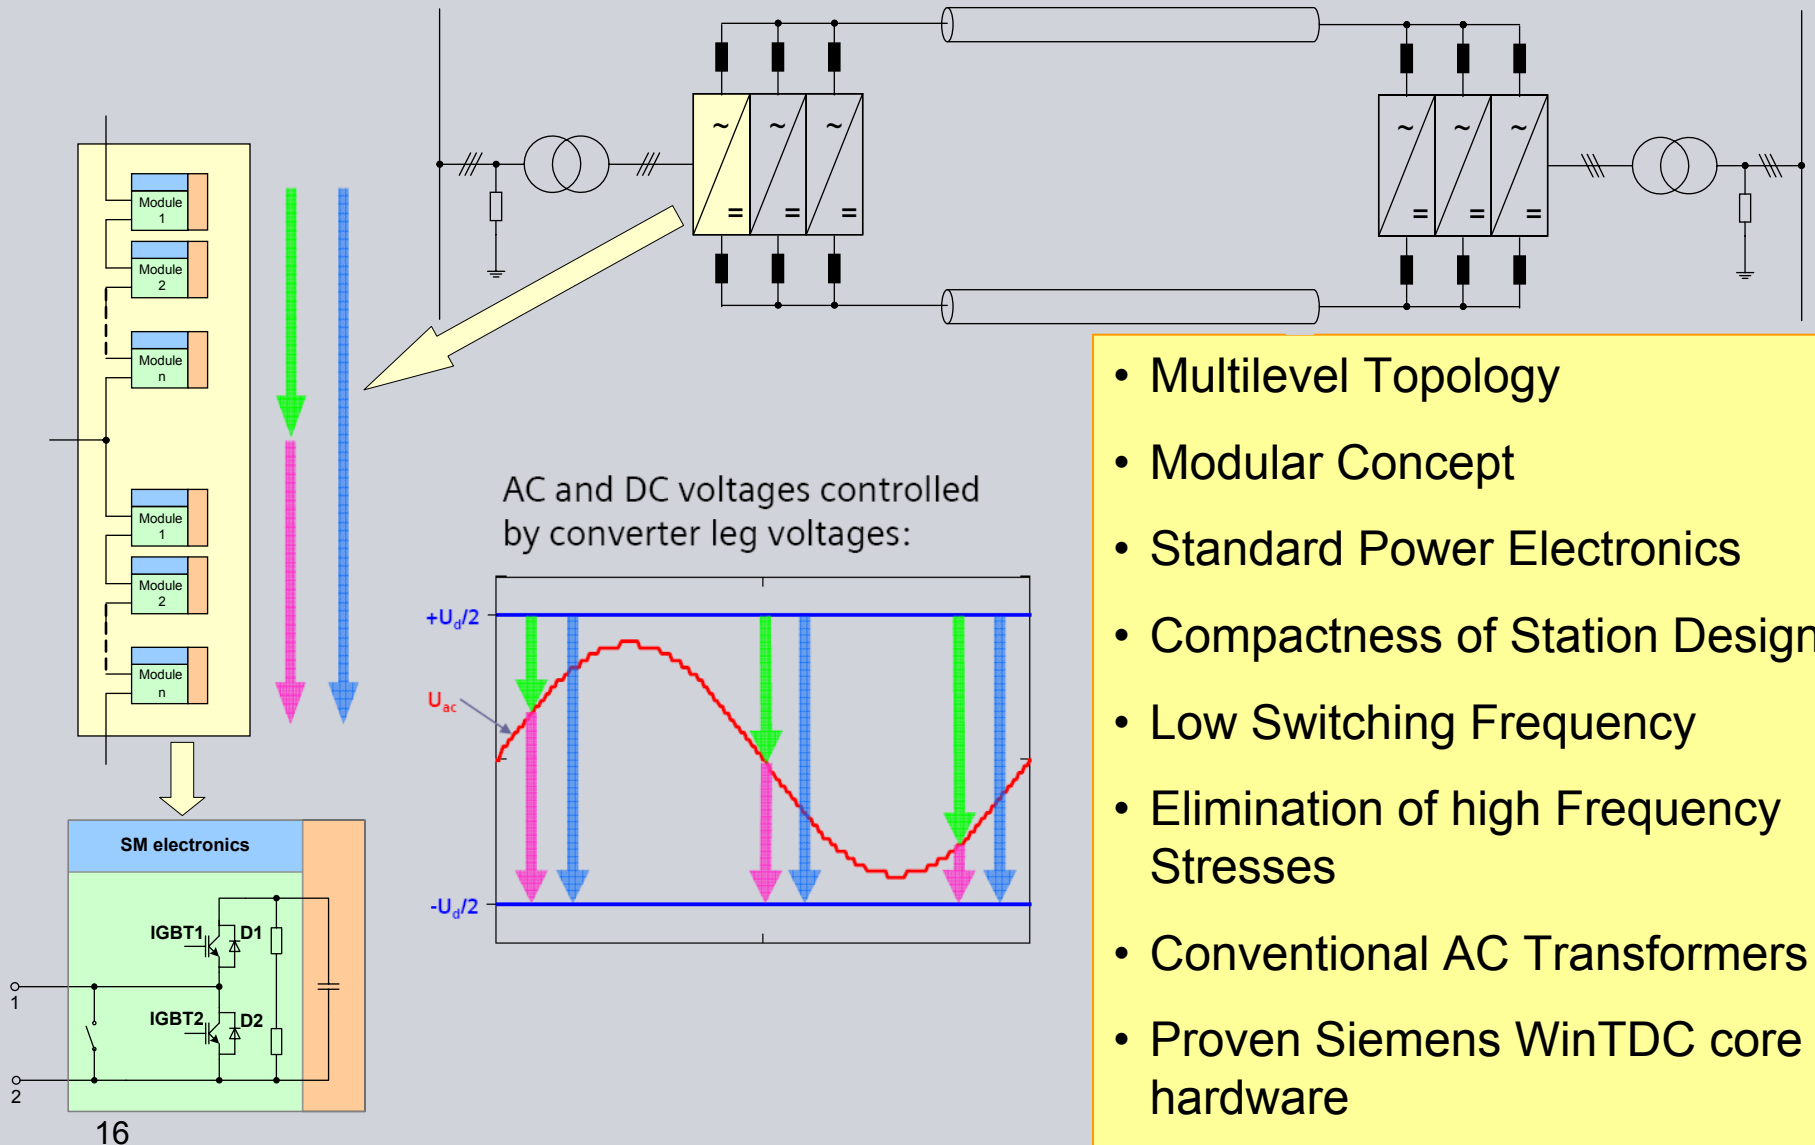 ~ ~ ~
= = =
~ ~ ~
= = =
Module
1
Module
2
Module
n
Module
1
Module
2
Module
n
SM electronics
IGBT1 D1
IGBT2 D2
1
2
AC and DC voltages controlled
by converter leg voltages:
+Ud/2
Uac
-Ud/2
• Multilevel Topology
• Modular Concept
• Standard Power Electronics
• Compactness of Station Design
• Low Switching Frequency
• Elimination of high Frequency
Stresses
• Conventional AC Transformers
• Proven Siemens WinTDC core
hardware
16